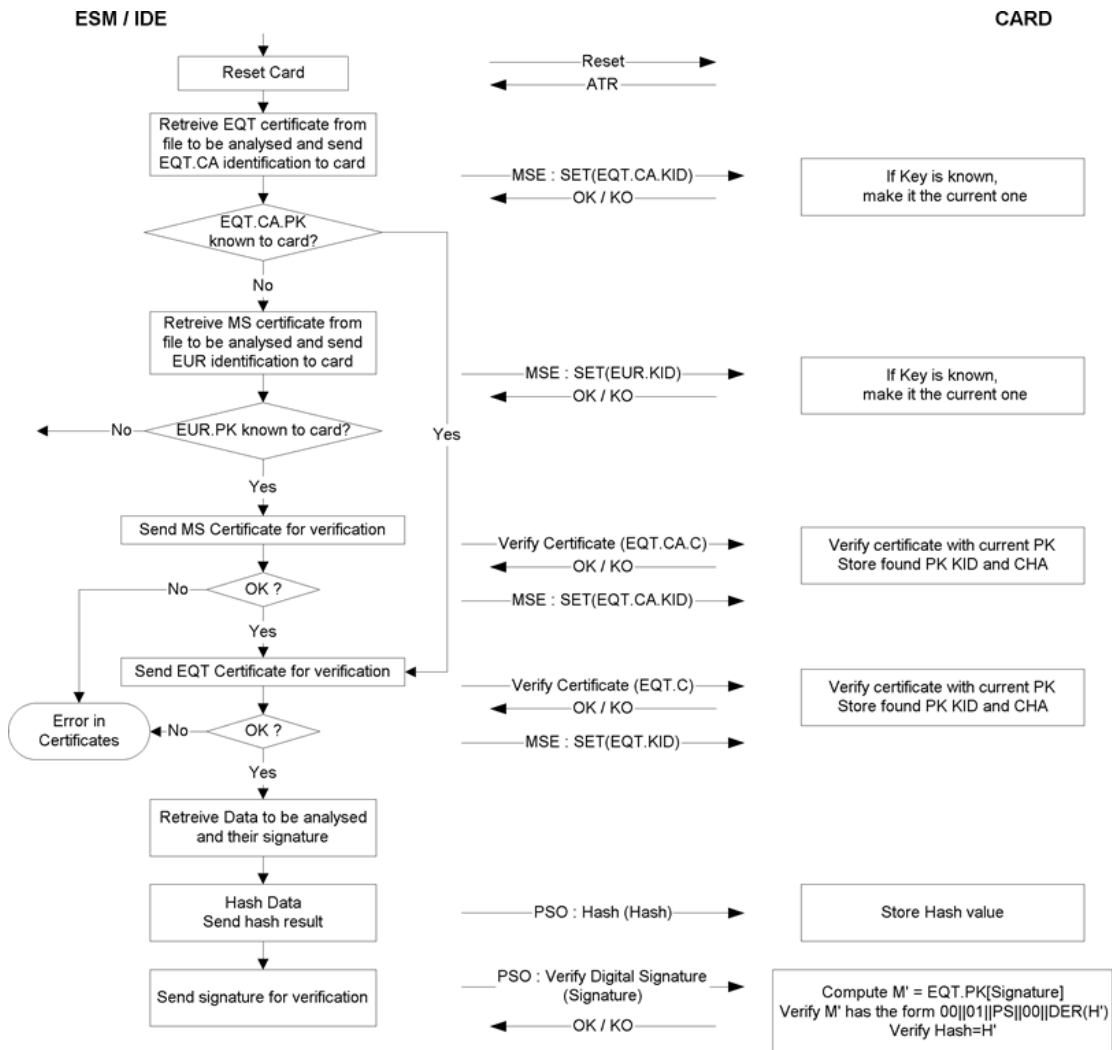 ESM / IDE
CARD
Reset Card
Reset
ATR
Retreive EQT certificate from
file to be analysed and send
EQT.CA identification to card
MSE : SET(EQT.CA.KID)
OK / KO
If Key is known,
make it the current one
EQT.CA.PK
known to card?
No
Retreive MS certificate from
file to be analysed and send
EUR identification to card
MSE : SET(EUR.KID)
OK / KO
If Key is known,
make it the current one
No
EUR.PK known to card?
Yes
Yes
Send MS Certificate for verification
Verify Certificate (EQT.CA.C)
OK / KO
MSE : SET(EQT.CA.KID)
Verify certificate with current PK
Store found PK KID and CHA
No
OK ?
Yes
Send EQT Certificate for verification
Verify Certificate (EQT.C)
OK / KO
MSE : SET(EQT.KID)
Verify certificate with current PK
Store found PK KID and CHA
Error in
Certificates
No
OK ?
Yes
Retreive Data to be analysed
and their signature
Hash Data
Send hash result
PSO : Hash (Hash)
Store Hash value
Send signature for verification
PSO : Verify Digital Signature
(Signature)
OK / KO
Compute M' = EQT.PK[Signature]
Verify M' has the form 00||01||PS||00||DER(H')
Verify Hash=H'